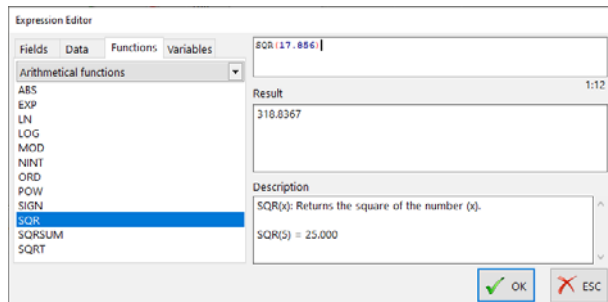 Expression Editor
Fields Data Functions Variables
Arithmetical functions
ABS
EXP
LN
LOG
MOD
NINT
ORD
POW
SIGN
SQR
SQRSUM
SQRT
SQR(17.856)
1:12
Result
318.8367
Description
SQR(x): Returns the square of the number (x).
SQR(5) = 25.000
OK
ESC